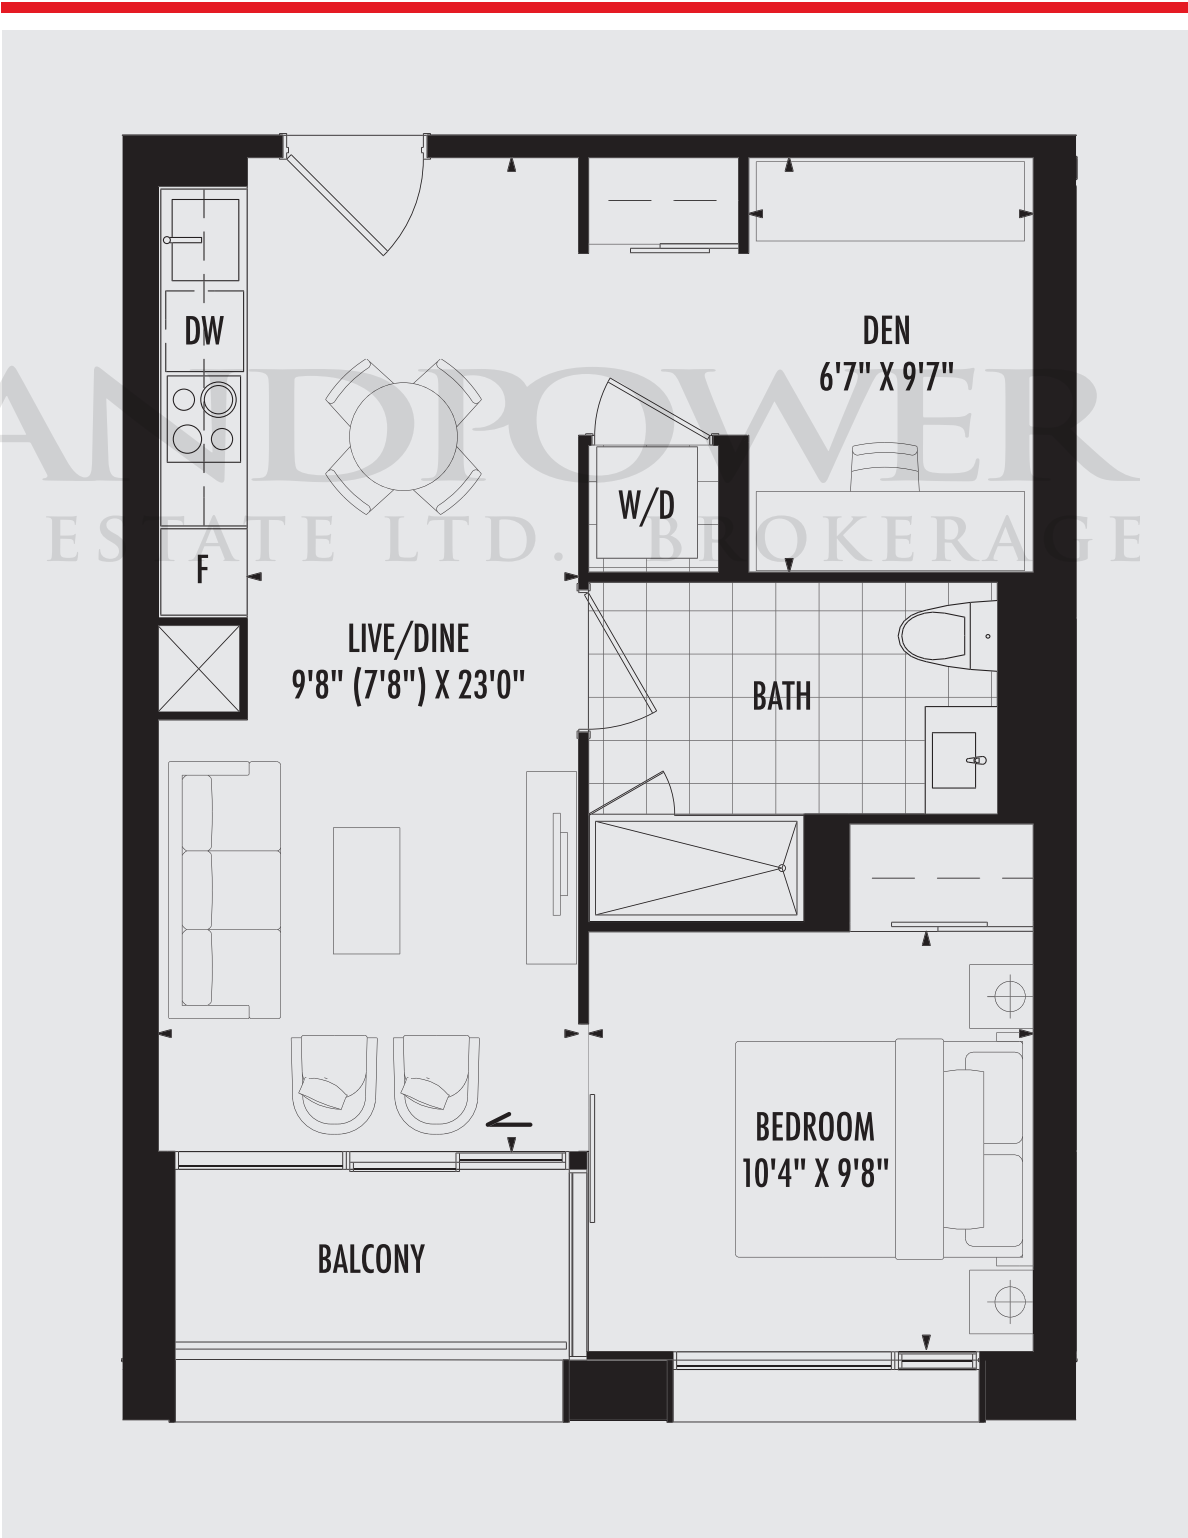 DW
DEN
6'7" X 9'7"
ANDPOWER
W/D
ESTATE LTD. BROKERAGE
F
LIVE/DINE
9'8" (7'8") X 23'0"
BATH
BEDROOM
10'4" X 9'8"
BALCONY